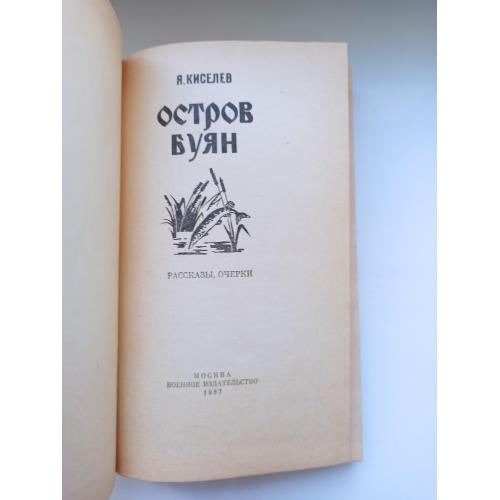 Я. КИСЕЛЕВ
ОСТРОВ
БУЯН
РАССКАЗЫ, ОЧЕРКИ
МОСКВА
ВОЕННОЕ ИЗДАТЕЛЬСТВО
1987